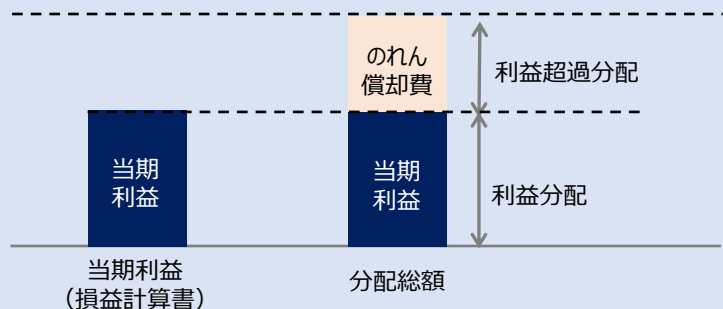 のれん
償却費
利益超過分配
当期
利益
当期
利益
利益分配
当期利益
（損益計算書）
分配総額